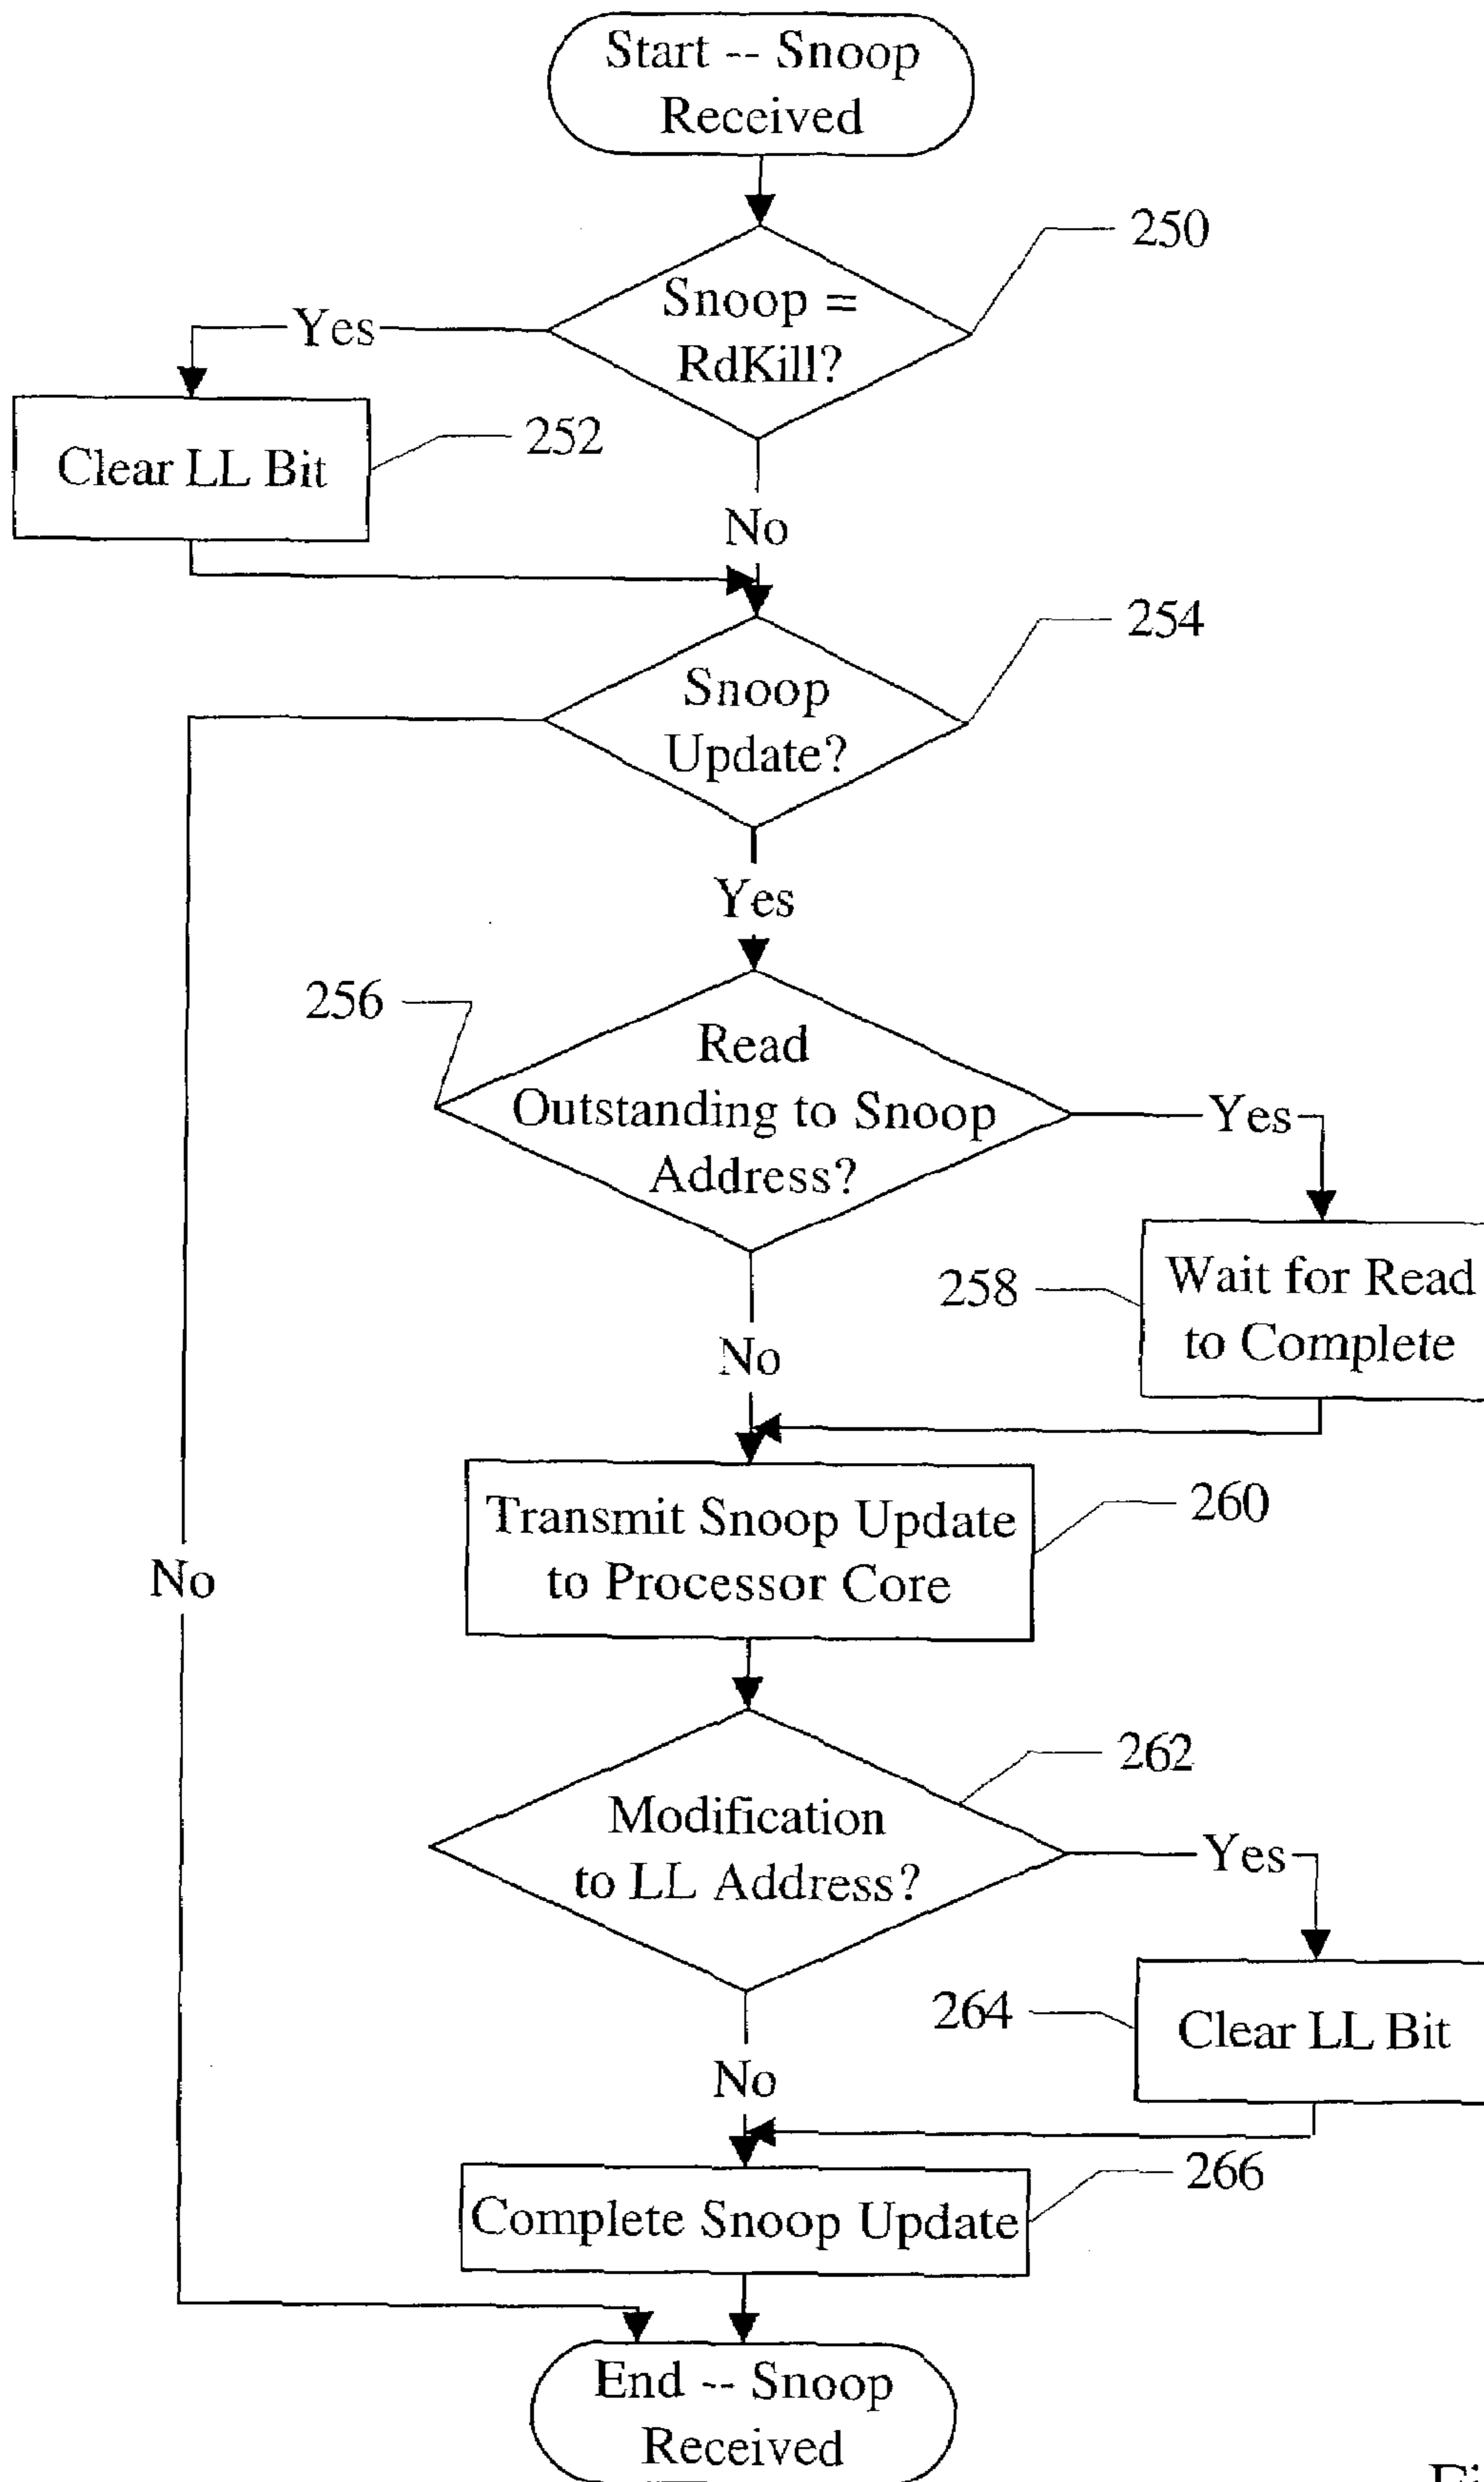 Start -- Snoop
Received
250
Snoop =
RdKill?
Yes
252
Clear LL Bit
No
254
Snoop
Update?
Yes
256
Read
Outstanding to Snoop
Address?
Yes
258
Wait for Read
to Complete
No
260
Transmit Snoop Update
to Processor Core
No
262
Modification
to LL Address?
Yes
264
Clear LL Bit
No
266
Complete Snoop Update
End -- Snoop
Received